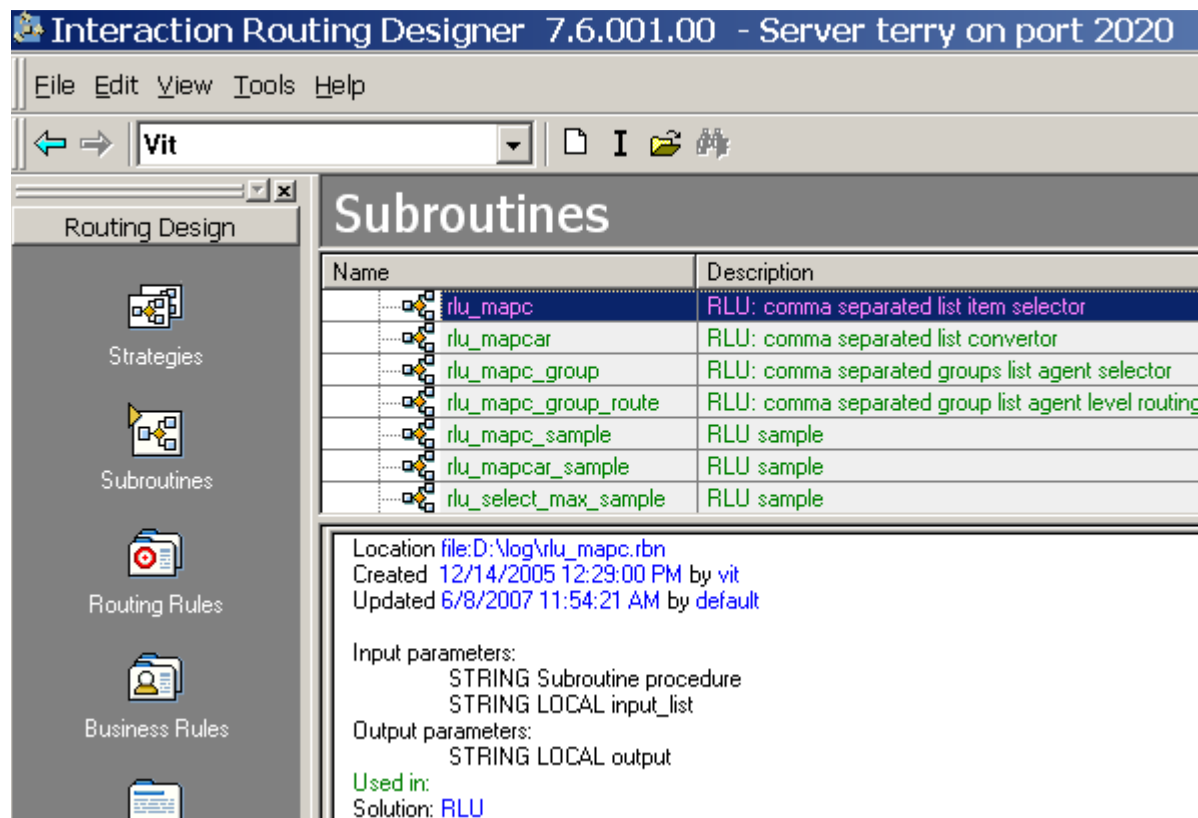 Interaction Routing Designer 7.6.001.00 - Server terry on port 2020
File Edit View Tools Help
Vit
Routing Design
Strategies
Subroutines
Routing Rules
Business Rules
Subroutines
Name Description
rlu_mapc RLU: comma separated list item selector
rlu_mapcar RLU: comma separated list convertor
rlu_mapc_group RLU: comma separated groups list agent selector
rlu_mapc_group_route RLU: comma separated group list agent level routing
rlu_mapc_sample RLU sample
rlu_mapcar_sample RLU sample
rlu_select_max_sample RLU sample
Location file:D:\log\rlu_mapc.rbn
Created 12/14/2005 12:29:00 PM by vit
Updated 6/8/2007 11:54:21 AM by default
Input parameters:
STRING Subroutine procedure
STRING LOCAL input_list
Output parameters:
STRING LOCAL output
Used in:
Solution: RLU